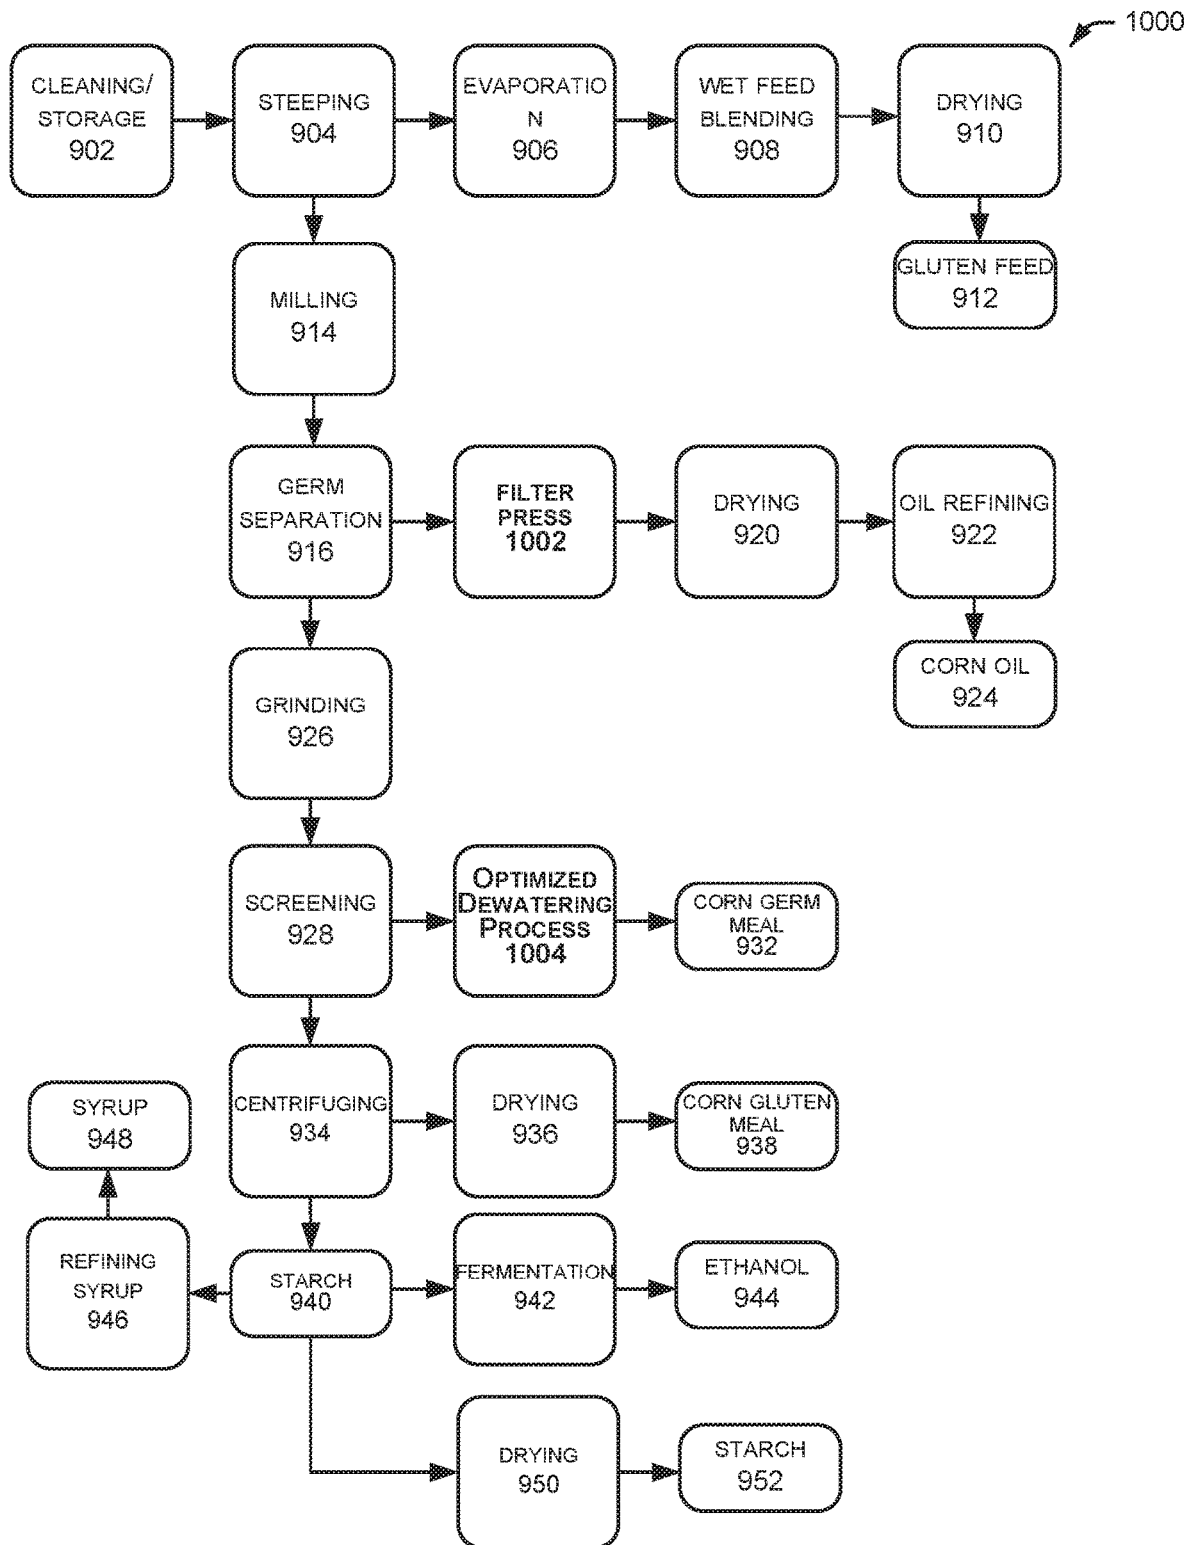 1000
CLEANING/
STORAGE
902
STEEPING
904
EVAPORATIO
N
906
WET FEED
BLENDING
908
DRYING
910
GLUTEN FEED
912
MILLING
914
GERM
SEPARATION
916
FILTER
PRESS
1002
DRYING
920
OIL REFINING
922
CORN OIL
924
GRINDING
926
SCREENING
928
OPTIMIZED
DEWATERING
PROCESS
1004
CORN GERM
MEAL
932
CENTRIFUGING
934
DRYING
936
CORN GLUTEN
MEAL
938
SYRUP
948
REFINING
SYRUP
946
STARCH
940
FERMENTATION
942
ETHANOL
944
DRYING
950
STARCH
952